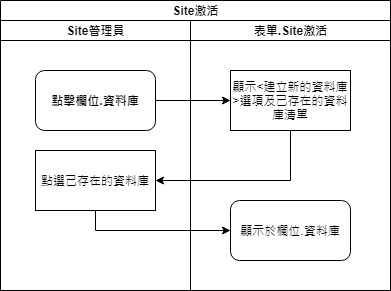 Site激活
Site管理員
表單.Site激活
點擊欄位.資料庫
顯示<建立新的資料庫
>選項及已存在的資料
庫清單
點選已存在的資料庫
顯示於欄位.資料庫